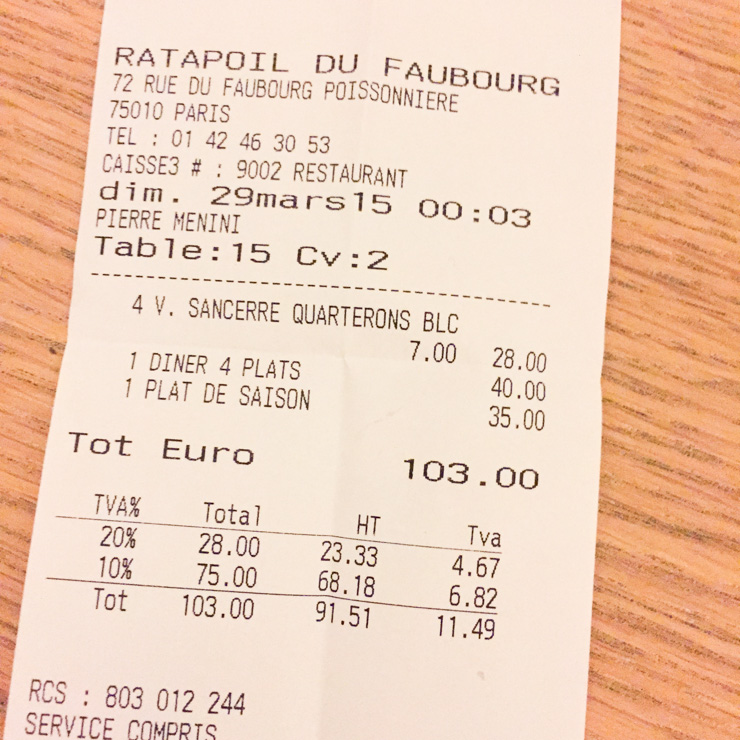 RATAPOIL DU FAUBOURG
72 RUE DU FAUBOURG POISSONNIERE
75010 PARIS
TEL : 01 42 46 30 53
CAISSE3 # : 9002 RESTAURANT
dim. 29mars15 00:03
PIERRE MENINI
Table:15 Cv:2
4 V. SANCERRE QUARTERONS BLC
7.00 28.00
1 DINER 4 PLATS 40.00
1 PLAT DE SAISON 35.00
Tot Euro 103.00
TVA% Total HT Tva
20% 28.00 23.33 4.67
10% 75.00 68.18 6.82
Tot 103.00 91.51 11.49
RCS : 803 012 244
SERVICE COMPRIS